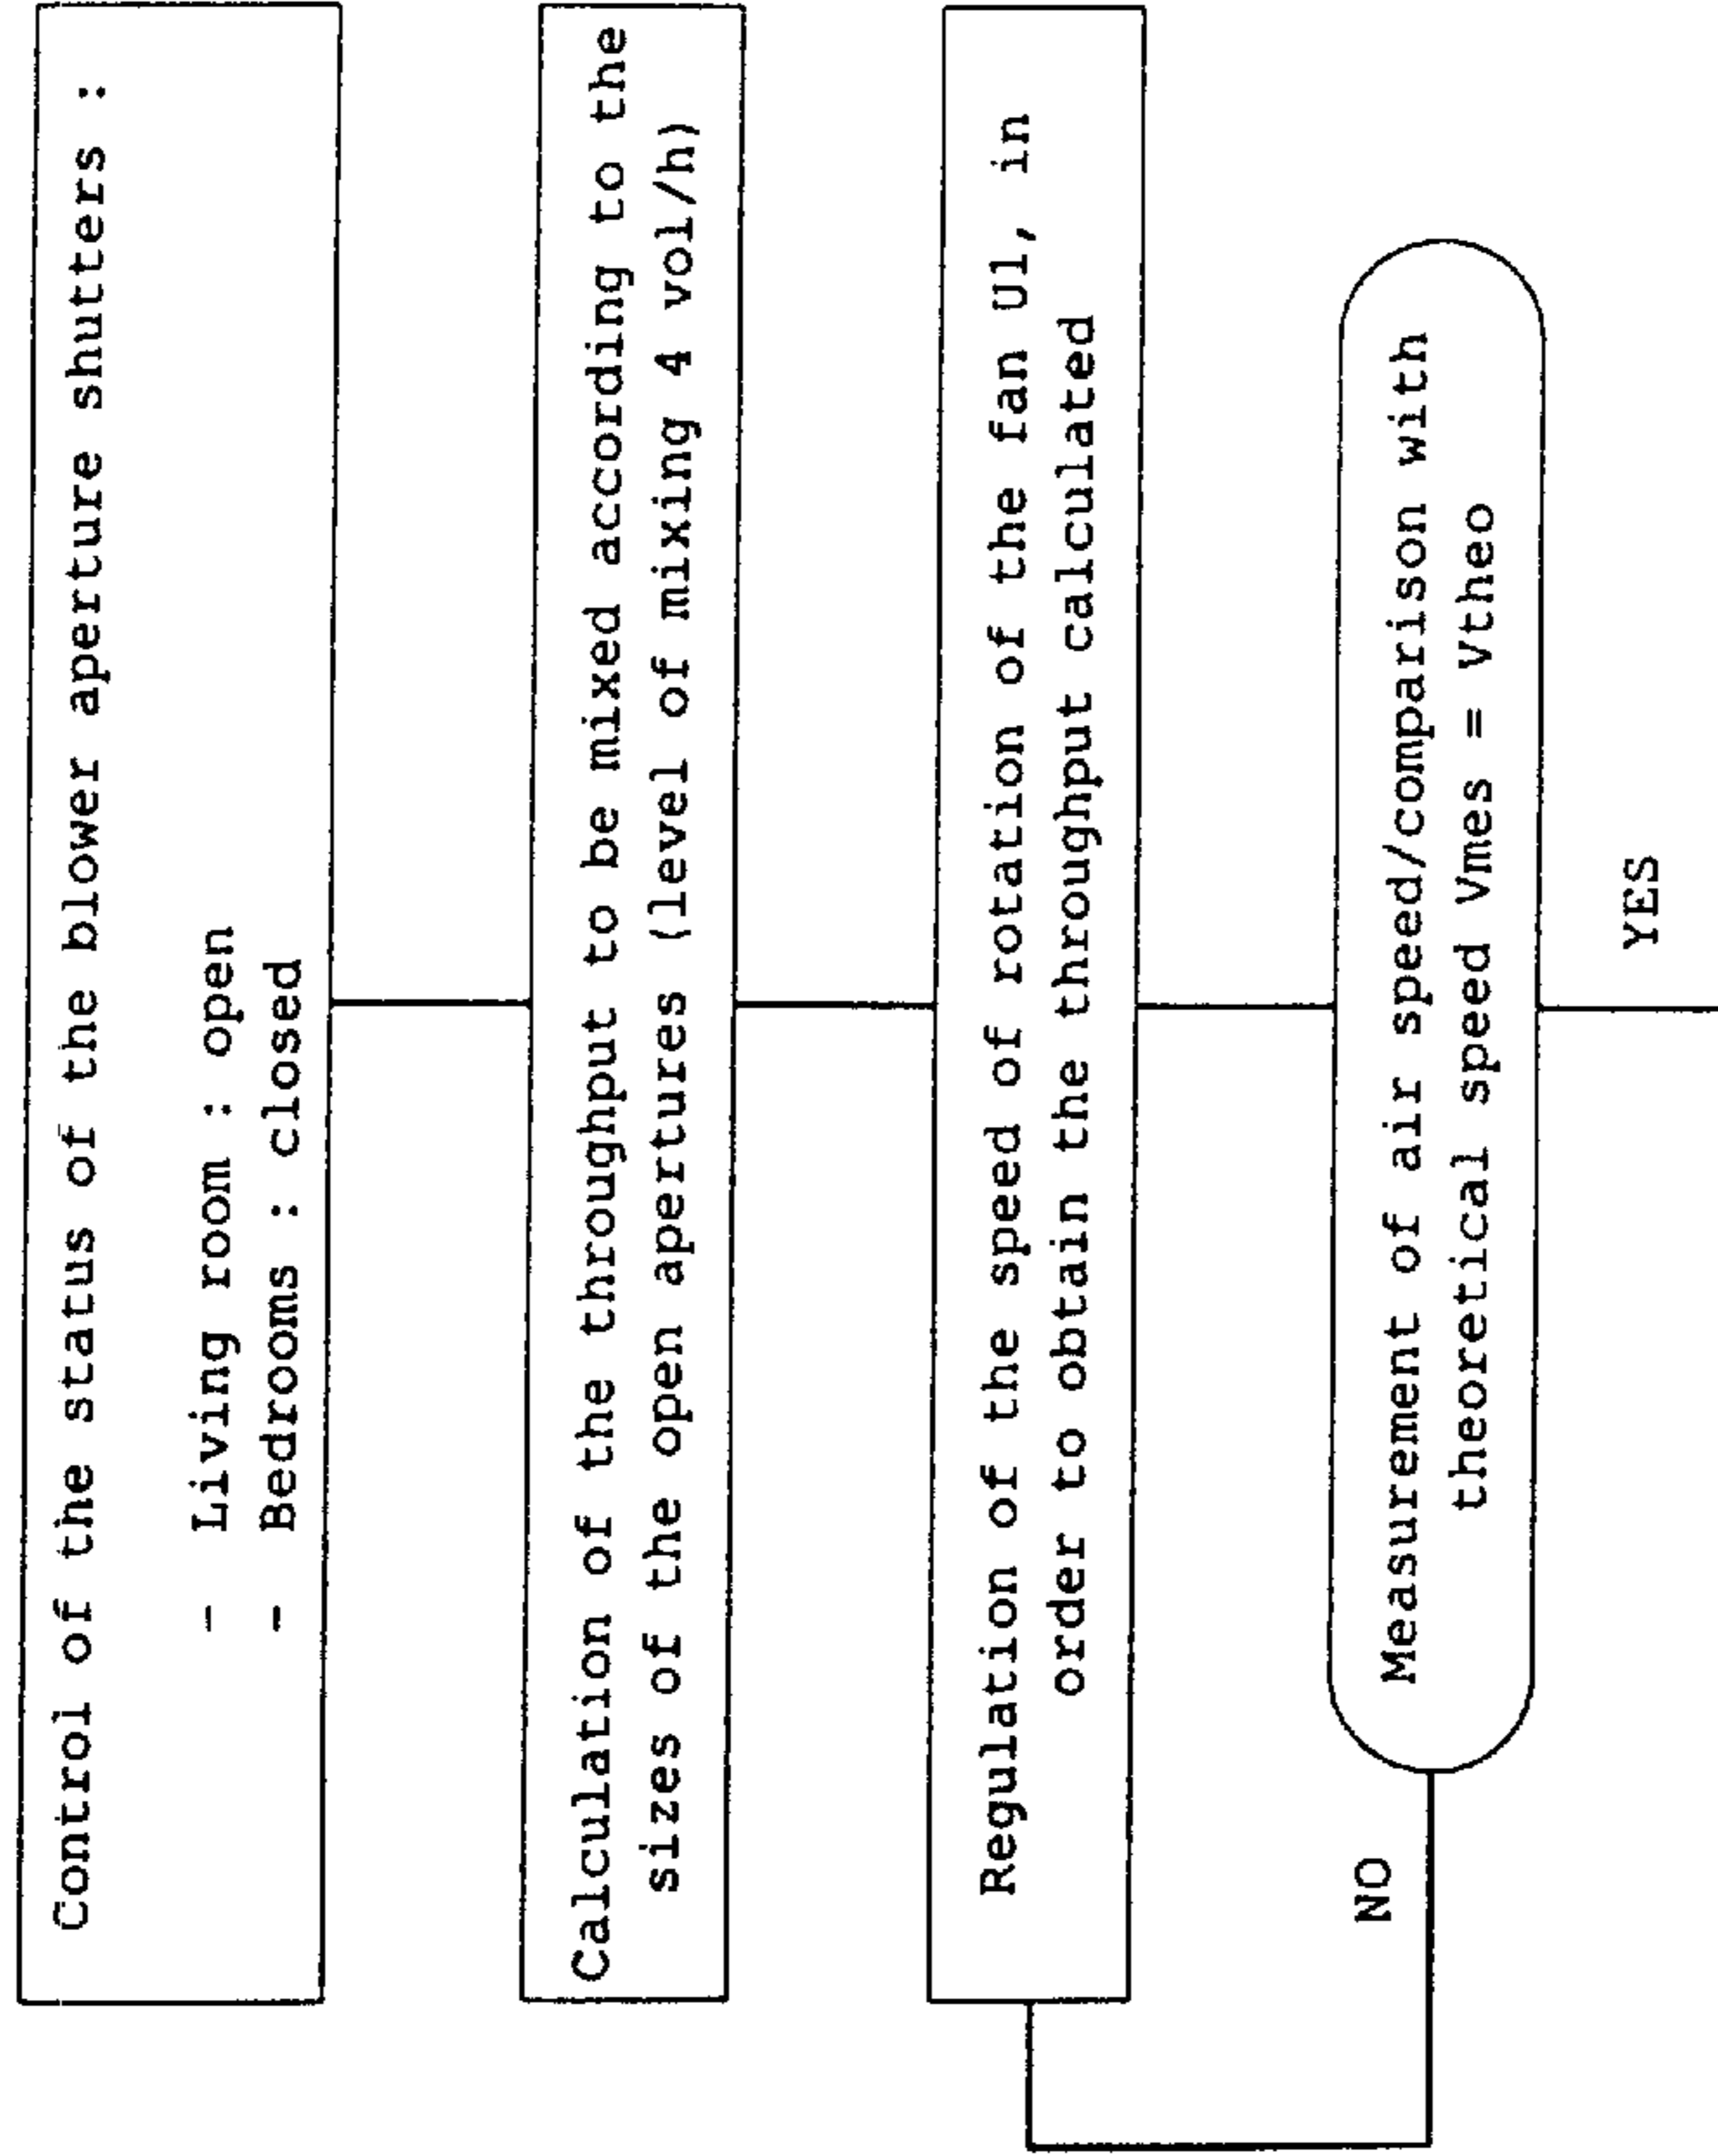 Control of the status of the blower aperture shutters :
- Living room : open
- Bedrooms : closed
Calculation of the throughput to be mixed according to the
sizes of the open apertures (level of mixing 4 vol/h)
Regulation of the speed of rotation of the fan U1, in
order to obtain the throughput calculated
Measurement of air speed/comparison with
theoretical speed Vmes = Vtheo
NO
YES